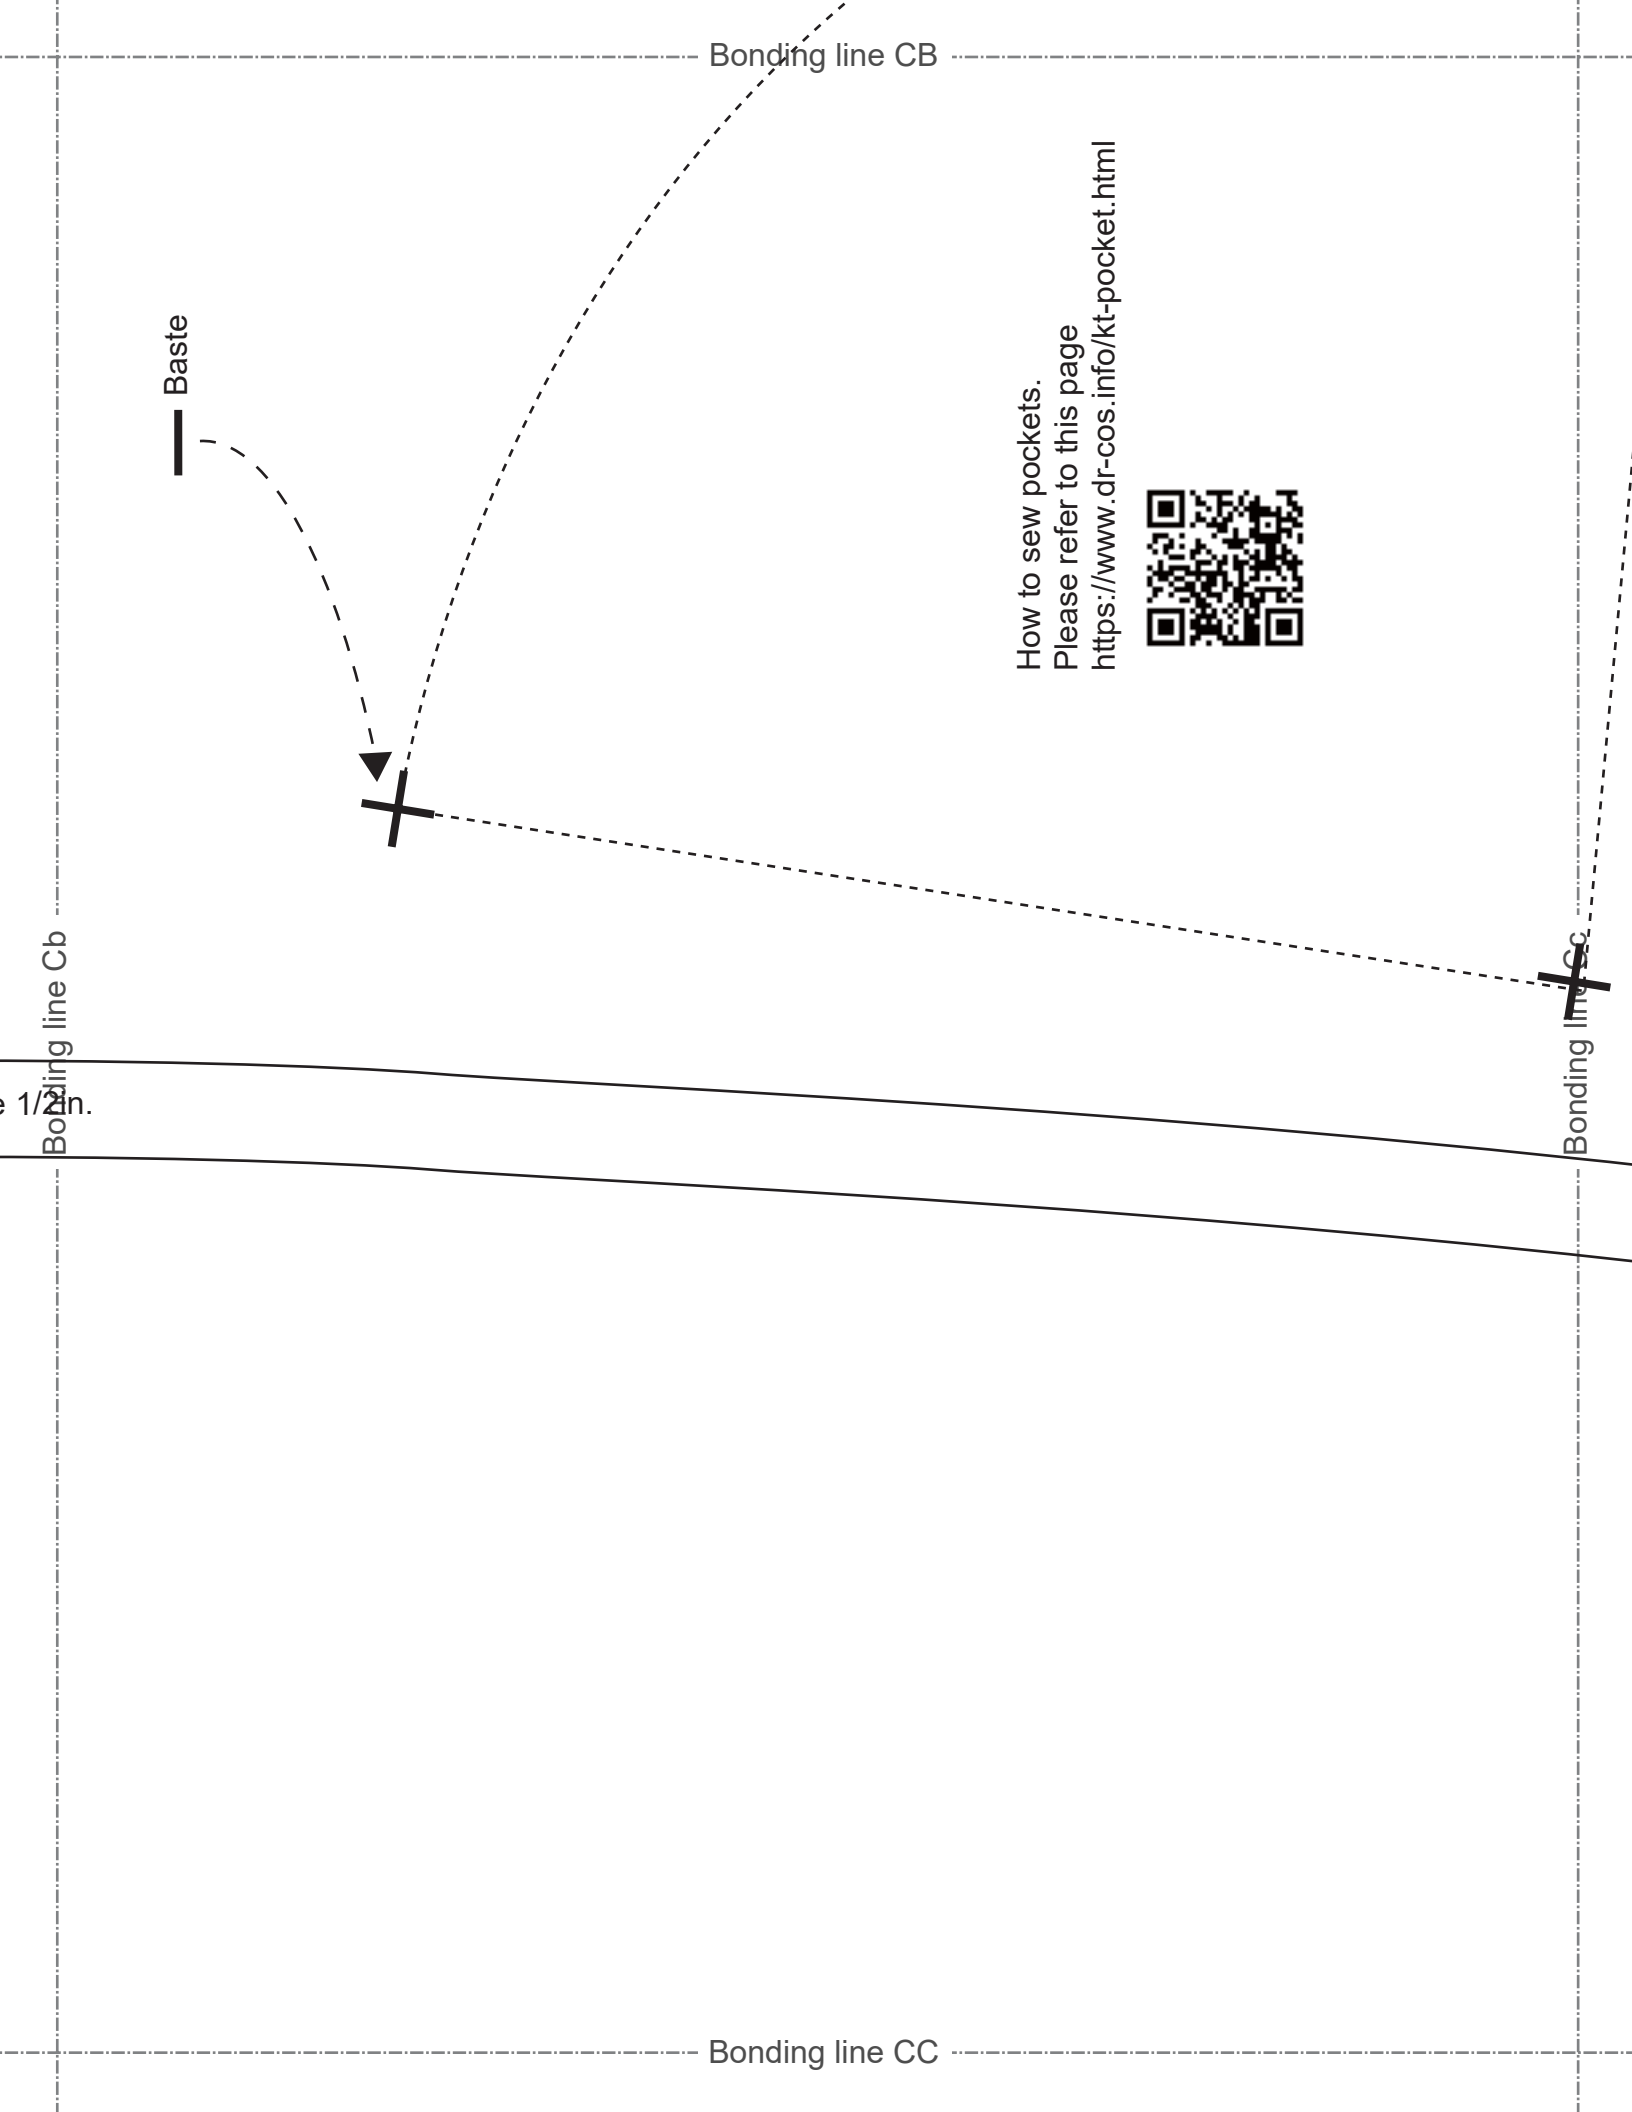 Bonding line CB
Baste
How to sew pockets.
Please refer to this page
https://www.dr-cos.info/kt-pocket.html
Bonding line Cb
Bonding line Cc
e 1/2in.
Bonding line CC